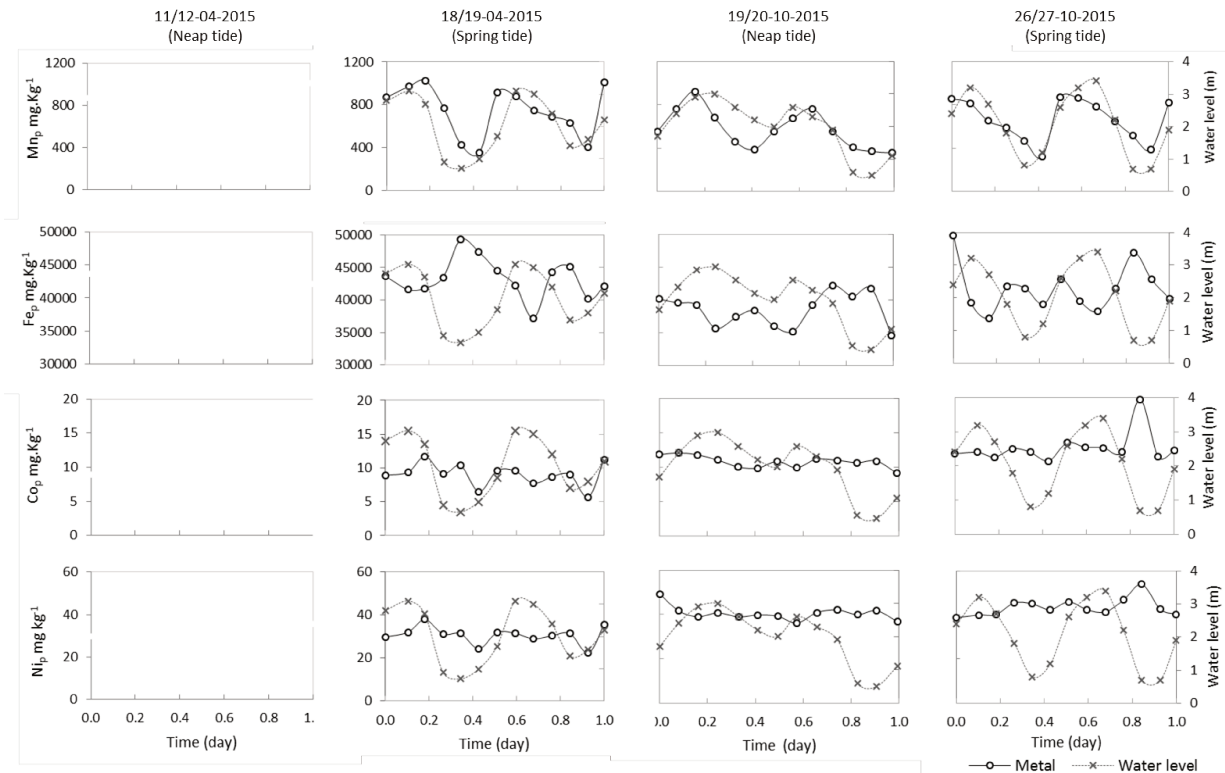 11/12-04-2015
(Neap tide)
18/19-04-2015
(Spring tide)
19/20-10-2015
(Neap tide)
26/27-10-2015
(Spring tide)
Mnₚ mg.Kg⁻¹
1200
800
400
0
1200
800
400
0
4
3
2
1
0
Water level (m)
Feₚ mg.Kg⁻¹
50000
45000
40000
35000
30000
50000
45000
40000
35000
30000
4
3
2
1
0
Water level (m)
Coₚ mg.Kg⁻¹
20
15
10
5
0
20
15
10
5
0
4
3
2
1
0
Water level (m)
Niₚ mg kg⁻¹
60
40
20
0
60
40
20
0
4
3
2
1
0
Water level (m)
0.0 0.2 0.4 0.6 0.8 1.
0.0 0.2 0.4 0.6 0.8 1.0
).0 0.2 0.4 0.6 0.8 1.0
0.0 0.2 0.4 0.6 0.8 1.0
Time (day)
Time (day)
Time (day)
Time (day)
Metal
Water level